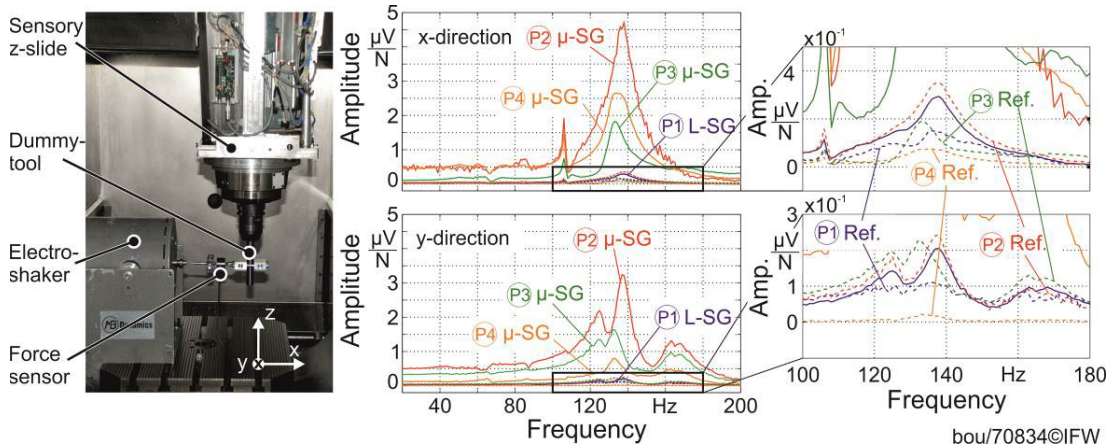 Sensory
z-slide
Dummy-
tool
Electro-
shaker
Force
sensor
MB Dynamics
z
y
x
Amplitude
µV
N
5
4
3
2
1
0
x-direction
P2 µ-SG
P3 µ-SG
P4 µ-SG
P1 L-SG
Amplitude
µV
N
5
4
3
2
1
0
y-direction
P2 µ-SG
P3 µ-SG
P4 µ-SG
P1 L-SG
40 80 120 Hz 200
Frequency
x10⁻¹
4
Amp.
µV
N
0
P3 Ref.
P4 Ref.
x10⁻¹
3
Amp.
µV
N
1
0
P1 Ref.
P2 Ref.
100 120 140 Hz 180
Frequency
bou/70834©IFW